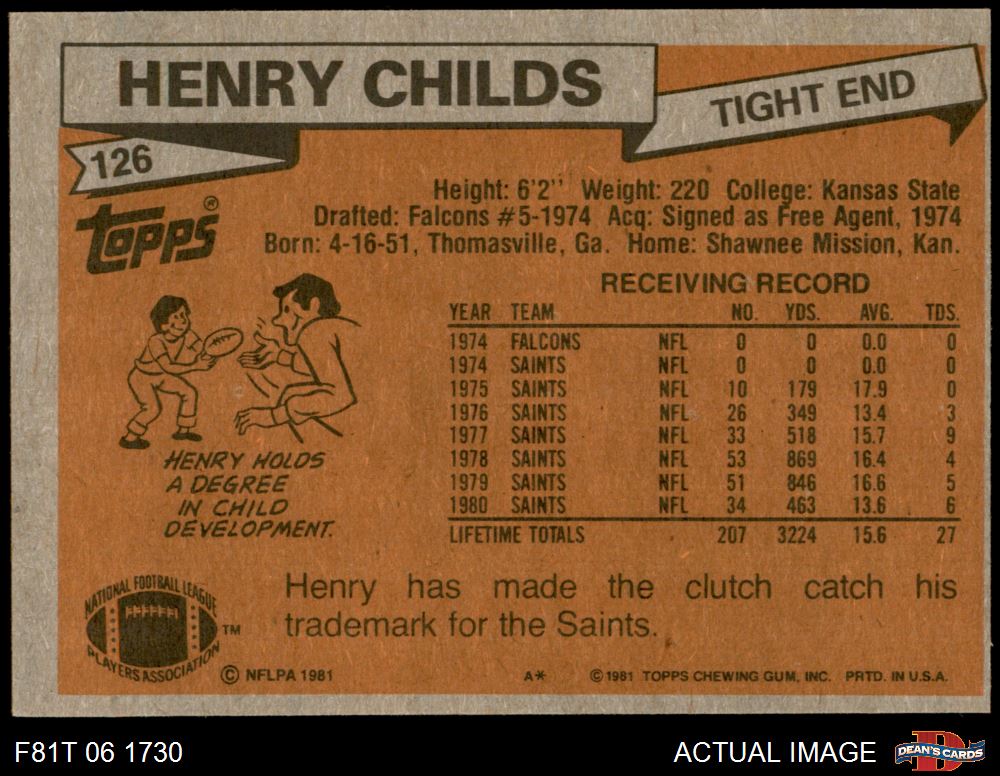 HENRY CHILDS
TIGHT END
126
topps®
Height: 6'2'' Weight: 220 College: Kansas State
Drafted: Falcons #5-1974 Acq: Signed as Free Agent, 1974
Born: 4-16-51, Thomasville, Ga. Home: Shawnee Mission, Kan.
RECEIVING RECORD
YEAR TEAM NO. YDS. AVG. TDS.
1974 FALCONS NFL 0 0 0.0 0
1974 SAINTS NFL 0 0 0.0 0
1975 SAINTS NFL 10 179 17.9 0
1976 SAINTS NFL 26 349 13.4 3
1977 SAINTS NFL 33 518 15.7 9
1978 SAINTS NFL 53 869 16.4 4
1979 SAINTS NFL 51 846 16.6 5
1980 SAINTS NFL 34 463 13.6 6
LIFETIME TOTALS 207 3224 15.6 27
HENRY HOLDS
A DEGREE
IN CHILD
DEVELOPMENT.
Henry has made the clutch catch his
trademark for the Saints.
NATIONAL FOOTBALL LEAGUE
PLAYERS ASSOCIATION
TM
© NFLPA 1981
A* © 1981 TOPPS CHEWING GUM, INC. PRTD. IN U.S.A.
F81T 06 1730
ACTUAL IMAGE
D
DEAN'S CARDS